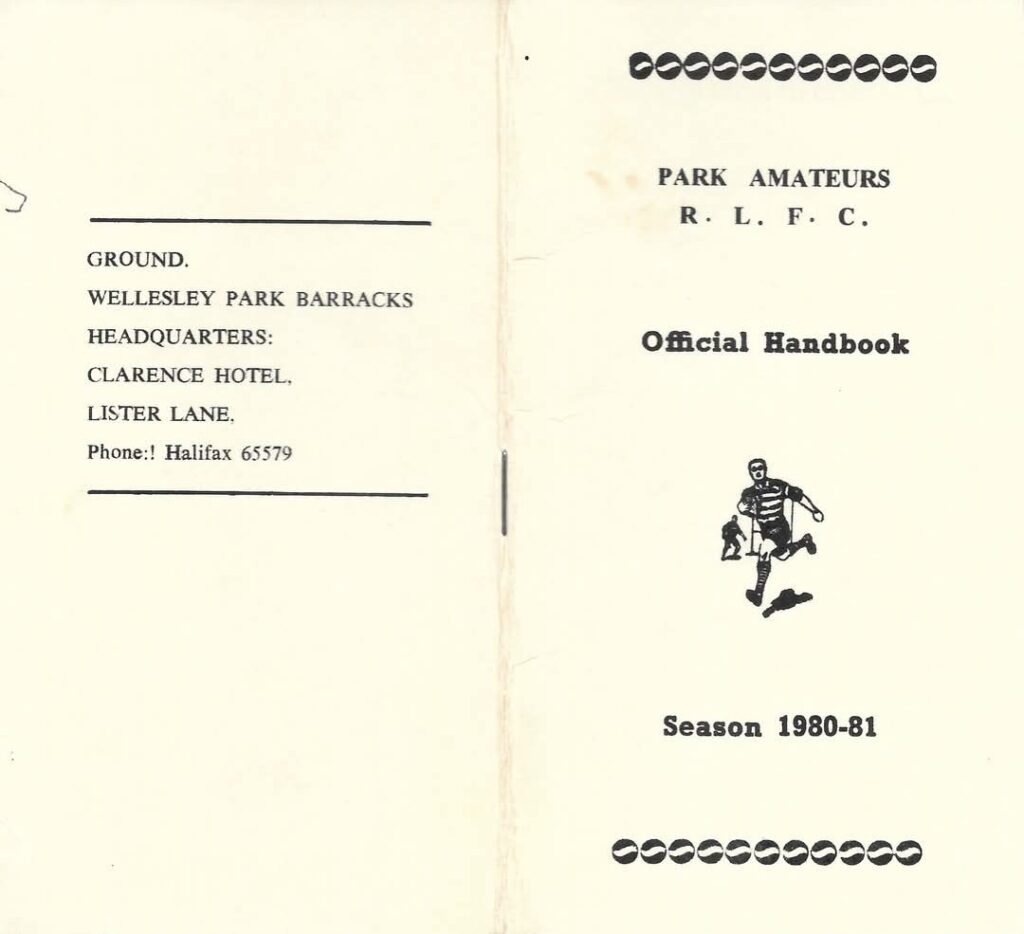 GROUND.
WELLESLEY PARK BARRACKS
HEADQUARTERS:
CLARENCE HOTEL,
LISTER LANE,
Phone:! Halifax 65579
PARK AMATEURS
R. L. F. C.
Official Handbook
Season 1980-81